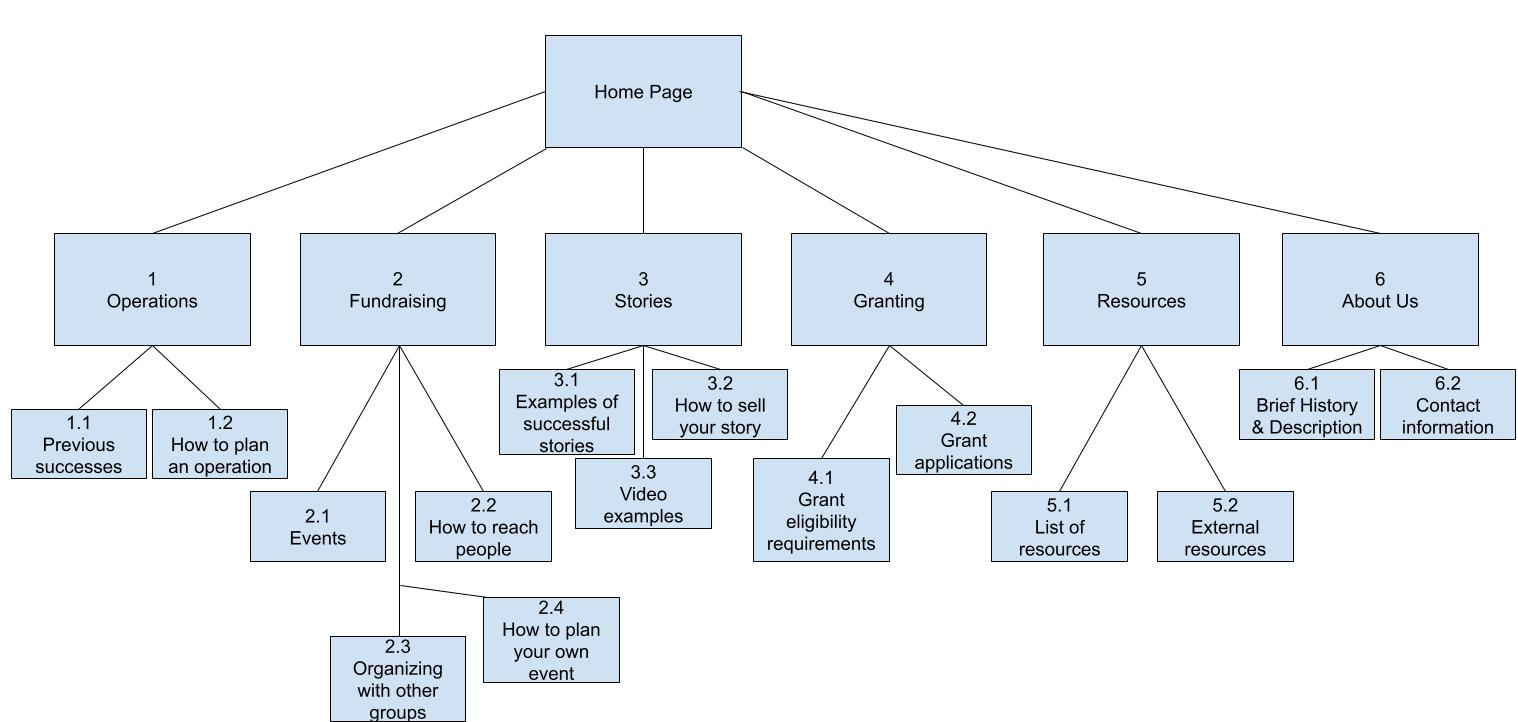 Home Page
1
Operations
2
Fundraising
3
Stories
4
Granting
5
Resources
6
About Us
1.1
Previous
successes
1.2
How to plan
an operation
2.1
Events
2.2
How to reach
people
2.3
Organizing
with other
groups
2.4
How to plan
your own
event
3.1
Examples of
successful
stories
3.2
How to sell
your story
3.3
Video
examples
4.1
Grant
eligibility
requirements
4.2
Grant
applications
5.1
List of
resources
5.2
External
resources
6.1
Brief History
& Description
6.2
Contact
information